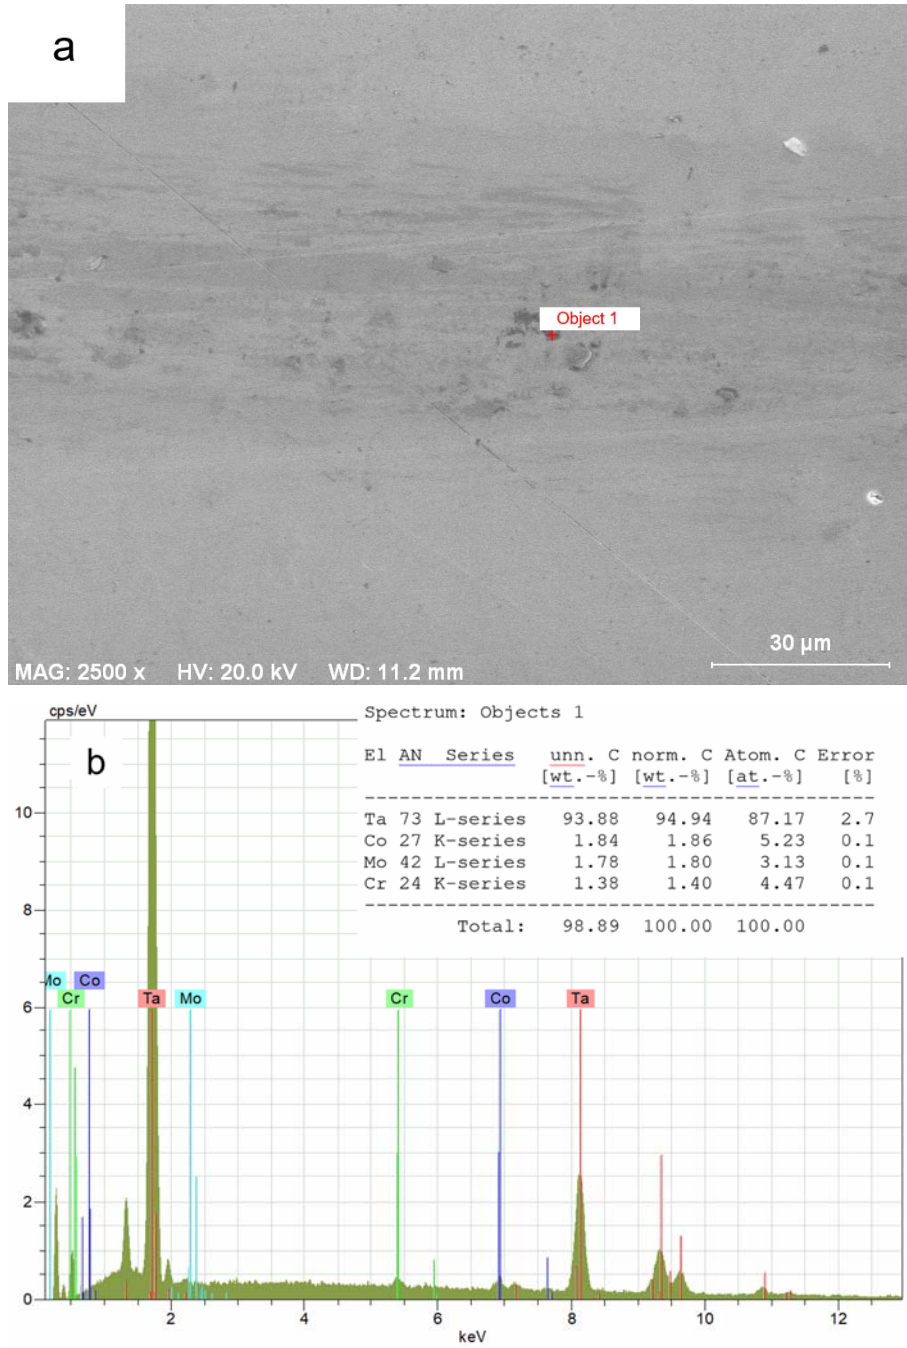 a
Object 1
30 µm
MAG: 2500 x HV: 20.0 kV WD: 11.2 mm
cps/eV
b
Spectrum: Objects 1
El AN Series unn. C norm. C Atom. C Error
[wt.-%] [wt.-%] [at.-%] [%]
Ta 73 L-series 93.88 94.94 87.17 2.7
Co 27 K-series 1.84 1.86 5.23 0.1
Mo 42 L-series 1.78 1.80 3.13 0.1
Cr 24 K-series 1.38 1.40 4.47 0.1
Total: 98.89 100.00 100.00
10
8
6
4
2
0
Mo Co
Cr Ta Mo Cr Co Ta
2 4 6 8 10 12
keV